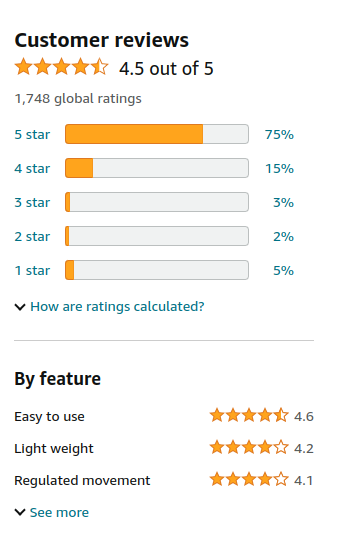 Customer reviews
4.5 out of 5
1,748 global ratings
5 star 75%
4 star 15%
3 star 3%
2 star 2%
1 star 5%
How are ratings calculated?
By feature
Easy to use 4.6
Light weight 4.2
Regulated movement 4.1
See more